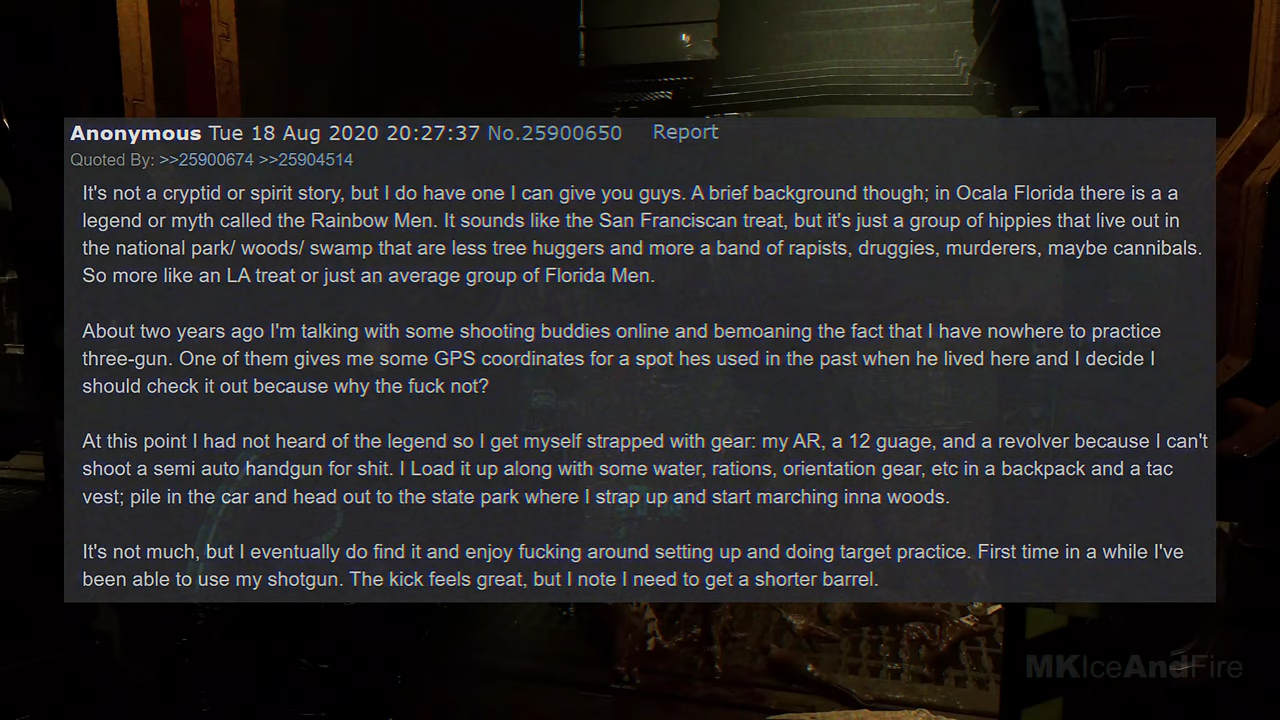 Anonymous Tue 18 Aug 2020 20:27:37 No.25900650 Report
Quoted By: >>25900674 >>25904514
It's not a cryptid or spirit story, but I do have one I can give you guys. A brief background though; in Ocala Florida there is a a
legend or myth called the Rainbow Men. It sounds like the San Franciscan treat, but it's just a group of hippies that live out in
the national park/ woods/ swamp that are less tree huggers and more a band of rapists, druggies, murderers, maybe cannibals.
So more like an LA treat or just an average group of Florida Men.
About two years ago I'm talking with some shooting buddies online and bemoaning the fact that I have nowhere to practice
three-gun. One of them gives me some GPS coordinates for a spot hes used in the past when he lived here and I decide I
should check it out because why the fuck not?
At this point I had not heard of the legend so I get myself strapped with gear: my AR, a 12 guage, and a revolver because I can't
shoot a semi auto handgun for shit. I Load it up along with some water, rations, orientation gear, etc in a backpack and a tac
vest; pile in the car and head out to the state park where I strap up and start marching inna woods.
It's not much, but I eventually do find it and enjoy fucking around setting up and doing target practice. First time in a while I've
been able to use my shotgun. The kick feels great, but I note I need to get a shorter barrel.
MKIceAndFire